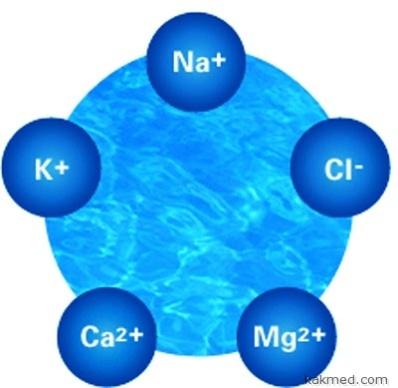 Na+
K+
Cl-
Ca2+
Mg2+
kakmed.com